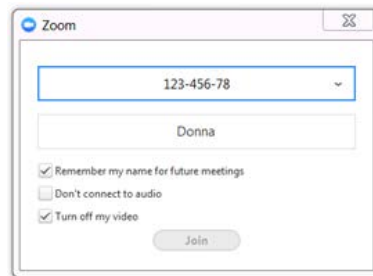 Zoom
123-456-78
Donna
Remember my name for future meetings
Don't connect to audio
Turn off my video
Join